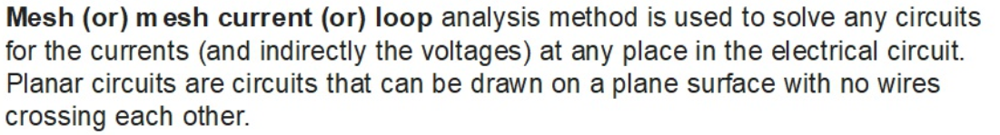 Mesh (or) mesh current (or) loop analysis method is used to solve any circuits
for the currents (and indirectly the voltages) at any place in the electrical circuit.
Planar circuits are circuits that can be drawn on a plane surface with no wires
crossing each other.